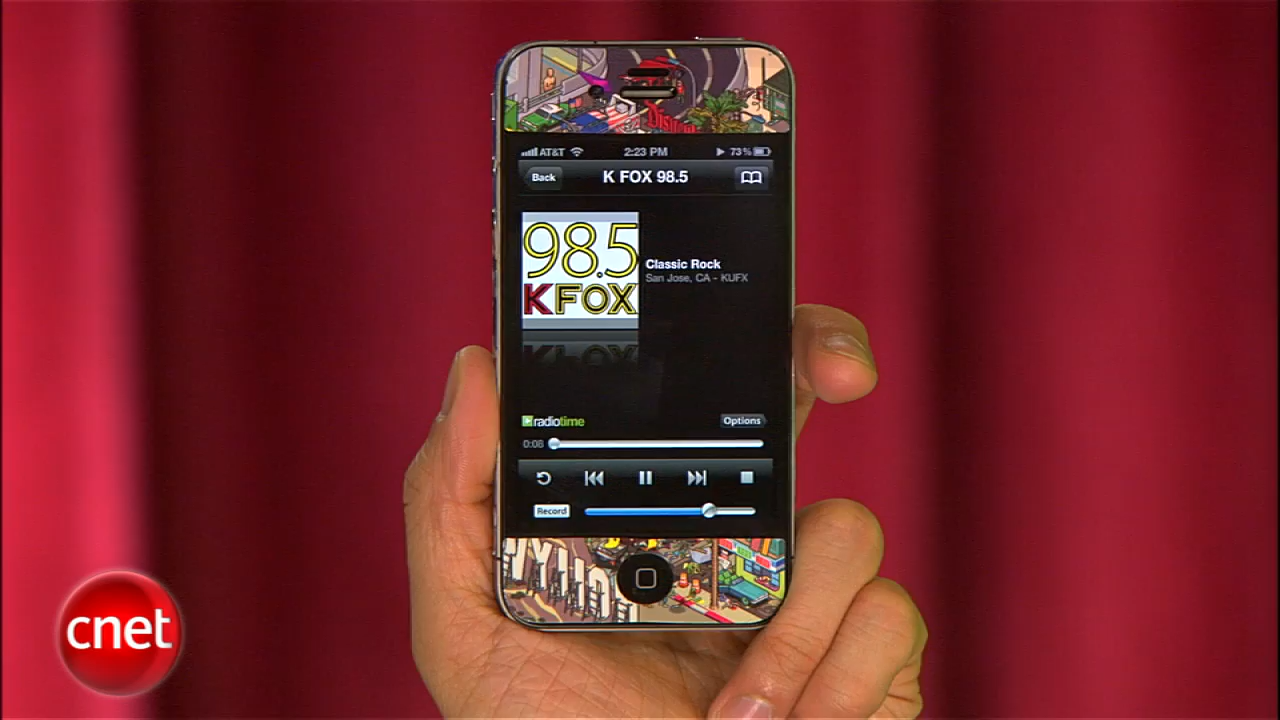 AT&T 2:23 PM 73%
Back K FOX 98.5
98.5
KFOX
Classic Rock
San Jose, CA - KUFX
radiotime Options
0:08
Record
cnet